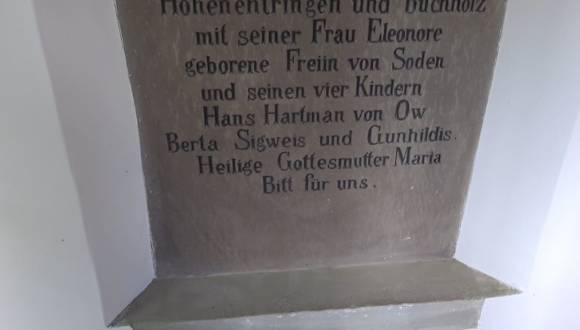 Hohenentringen und Buchholz
mit seiner Frau Eleonore
geborene Freiin von Soden
und seinen vier Kindern
Hans Hartman von Ow
Berta Sigweis und Gunhildis.
Heilige Gottesmutter Maria
Bitt für uns.